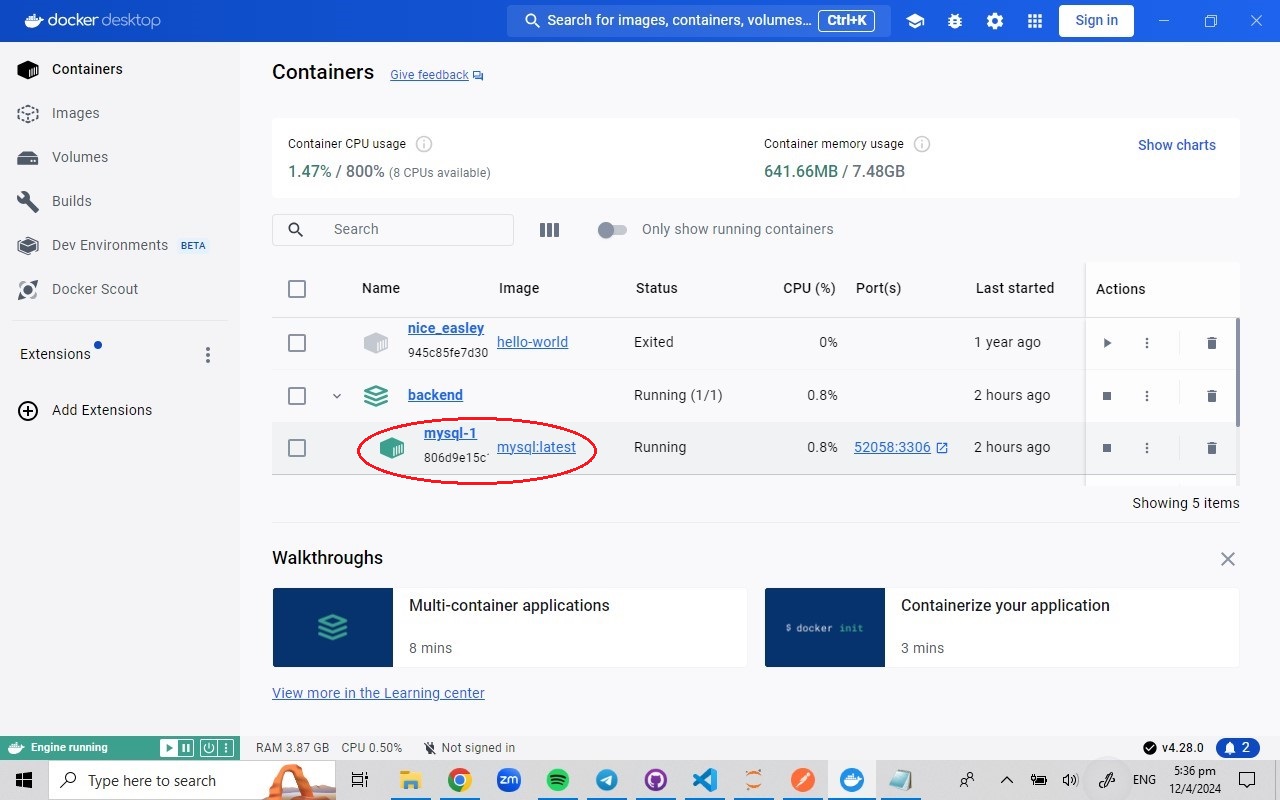 docker desktop
Search for images, containers, volumes... Ctrl+K
Sign in
Containers
Images
Volumes
Builds
Dev Environments BETA
Docker Scout
Extensions
Add Extensions
Containers Give feedback
Container CPU usage
1.47% / 800% (8 CPUs available)
Container memory usage
641.66MB / 7.48GB
Show charts
Search
Only show running containers
Name Image Status CPU (%) Port(s) Last started Actions
nice_easley
945c85fe7d30
hello-world Exited 0% 1 year ago
backend Running (1/1) 0.8% 2 hours ago
mysql-1
806d9e15c
mysql:latest Running 0.8% 52058:3306 2 hours ago
Showing 5 items
Walkthroughs
Multi-container applications
8 mins
$ docker init
Containerize your application
3 mins
View more in the Learning center
Engine running RAM 3.87 GB CPU 0.50% Not signed in v4.28.0 2
Type here to search
zm
ENG
5:36 pm
12/4/2024